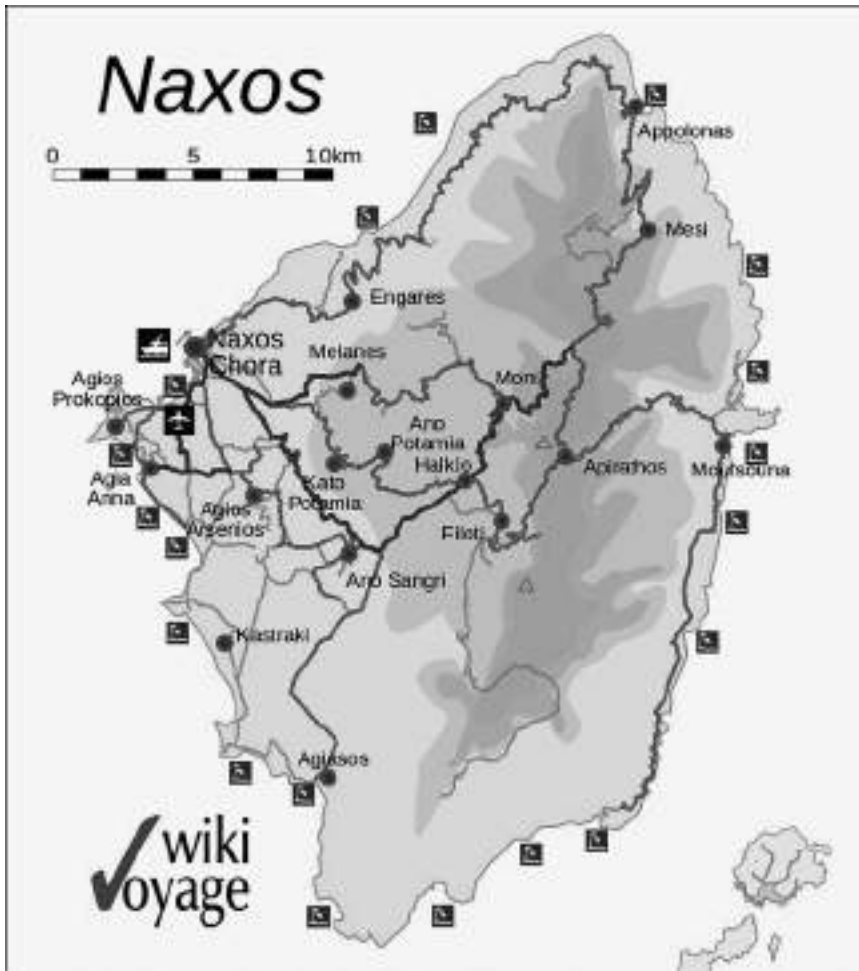 Naxos
0 5 10km
Appolonas
Mesi
Engares
Naxos
Chora
Melanes
Moni
Agios
Prokopios
Ano
Potamia
Halkio
Apirathos
Moutsouna
Agia
Anna
Kato
Potamia
Agios
Arsenios
Filoti
Ano Sangri
Kastraki
Agiasos
wiki
voyage